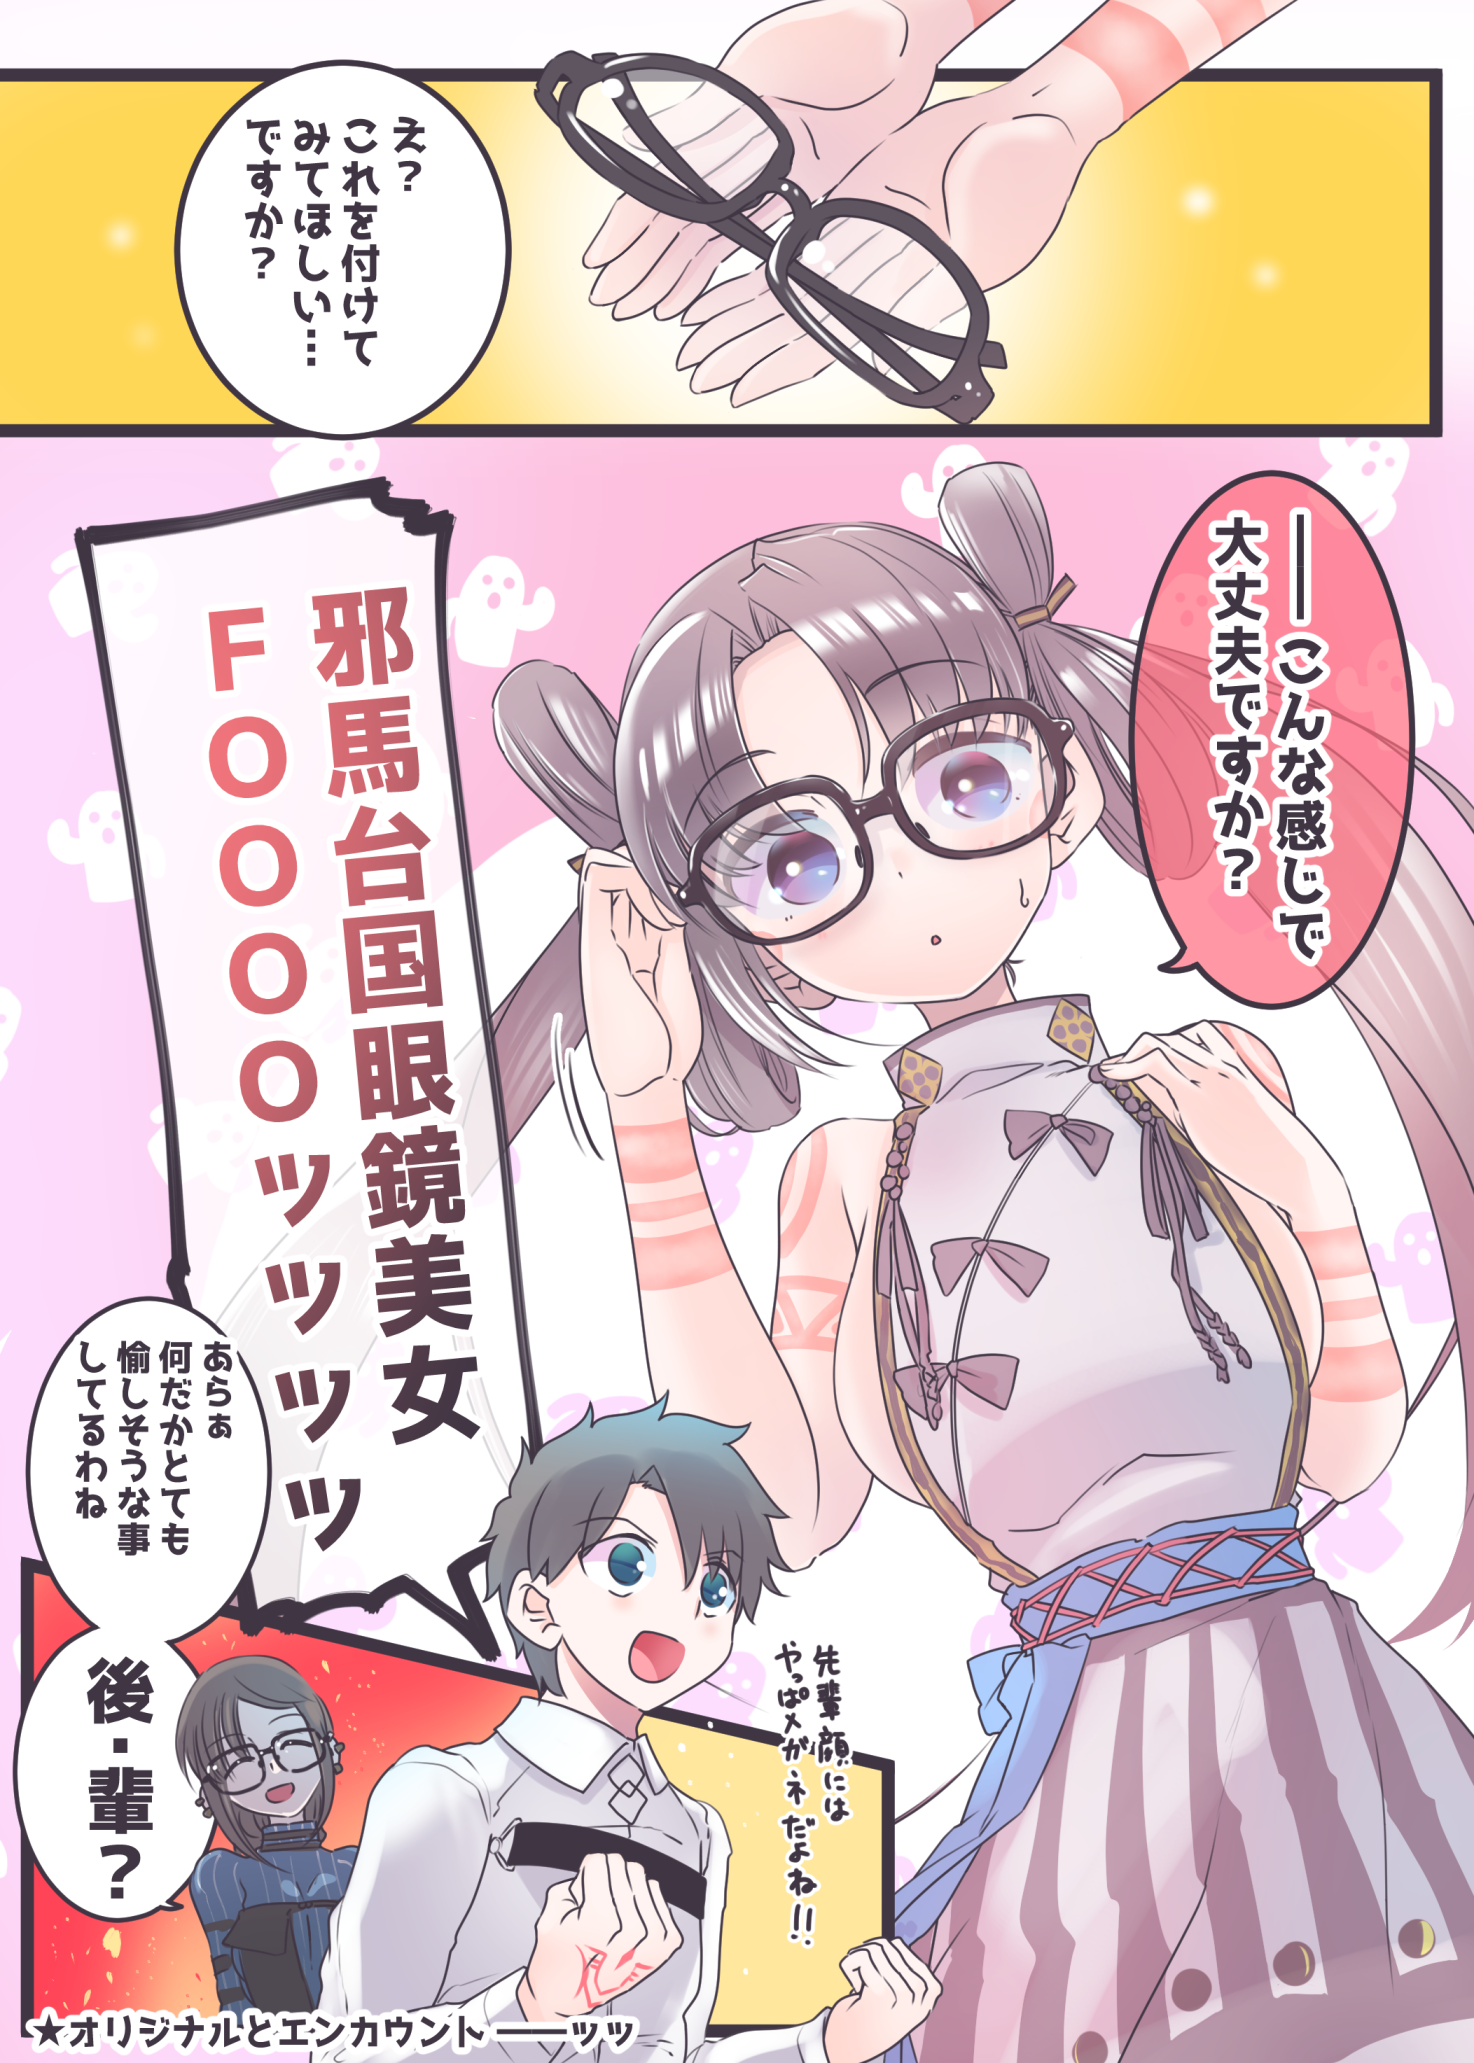 え?
これを付けて
みてほしい…
ですか?
――こんな感じで
大丈夫ですか?
邪馬台国眼鏡美女
FOOOOッッッッ
先輩顔には
やっぱメガネだよね!!
あらぁ
何だかとても
愉しそうな事
してるわね
後・輩?
★オリジナルとエンカウント――ッッ